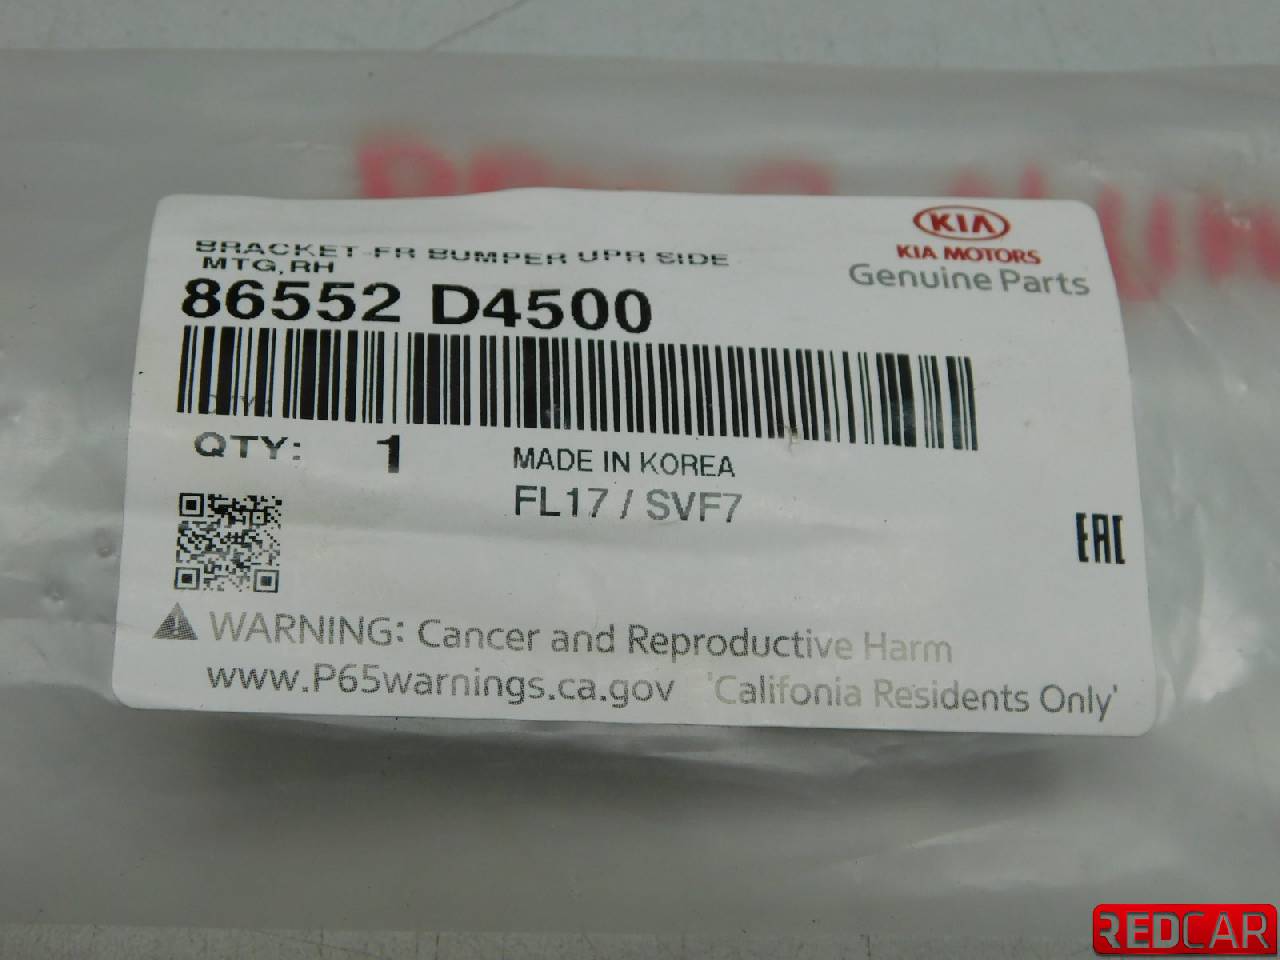 KIA
KIA MOTORS
Genuine Parts
BRACKET-FR BUMPER UPR SIDE
MTG,RH
86552 D4500
QTY: 1
MADE IN KOREA
FL17 / SVF7
EAC
WARNING: Cancer and Reproductive Harm
www.P65warnings.ca.gov 'Califonia Residents Only'
REDCAR